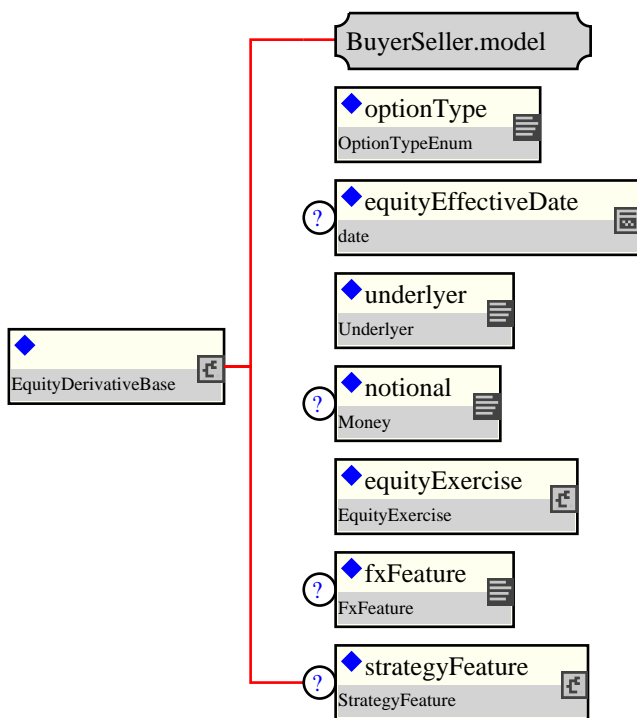 BuyerSeller.model
optionType
OptionTypeEnum
? equityEffectiveDate
date
underlyer
Underlyer
EquityDerivativeBase
? notional
Money
equityExercise
EquityExercise
? fxFeature
FxFeature
? strategyFeature
StrategyFeature